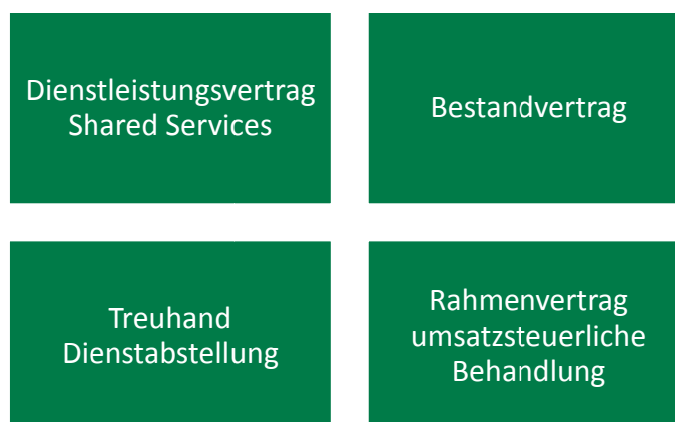 Dienstleistungsvertrag
Shared Services
Bestandvertrag
Treuhand
Dienstabstellung
Rahmenvertrag
umsatzsteuerliche
Behandlung